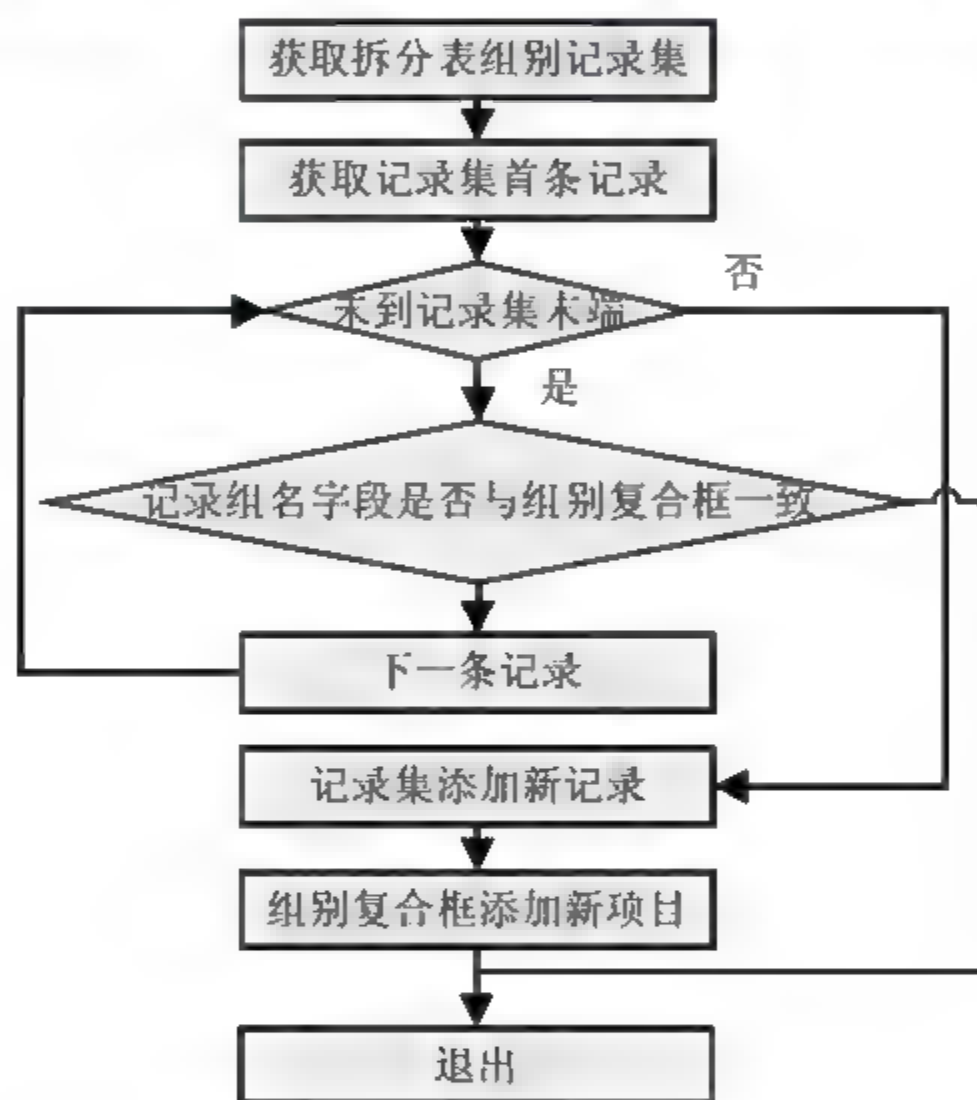 获取拆分表组别记录集
获取记录集首条记录
否
未到记录集末端
是
记录组名字段是否与组别复合框一致
下一条记录
记录集添加新记录
组别复合框添加新项目
退出